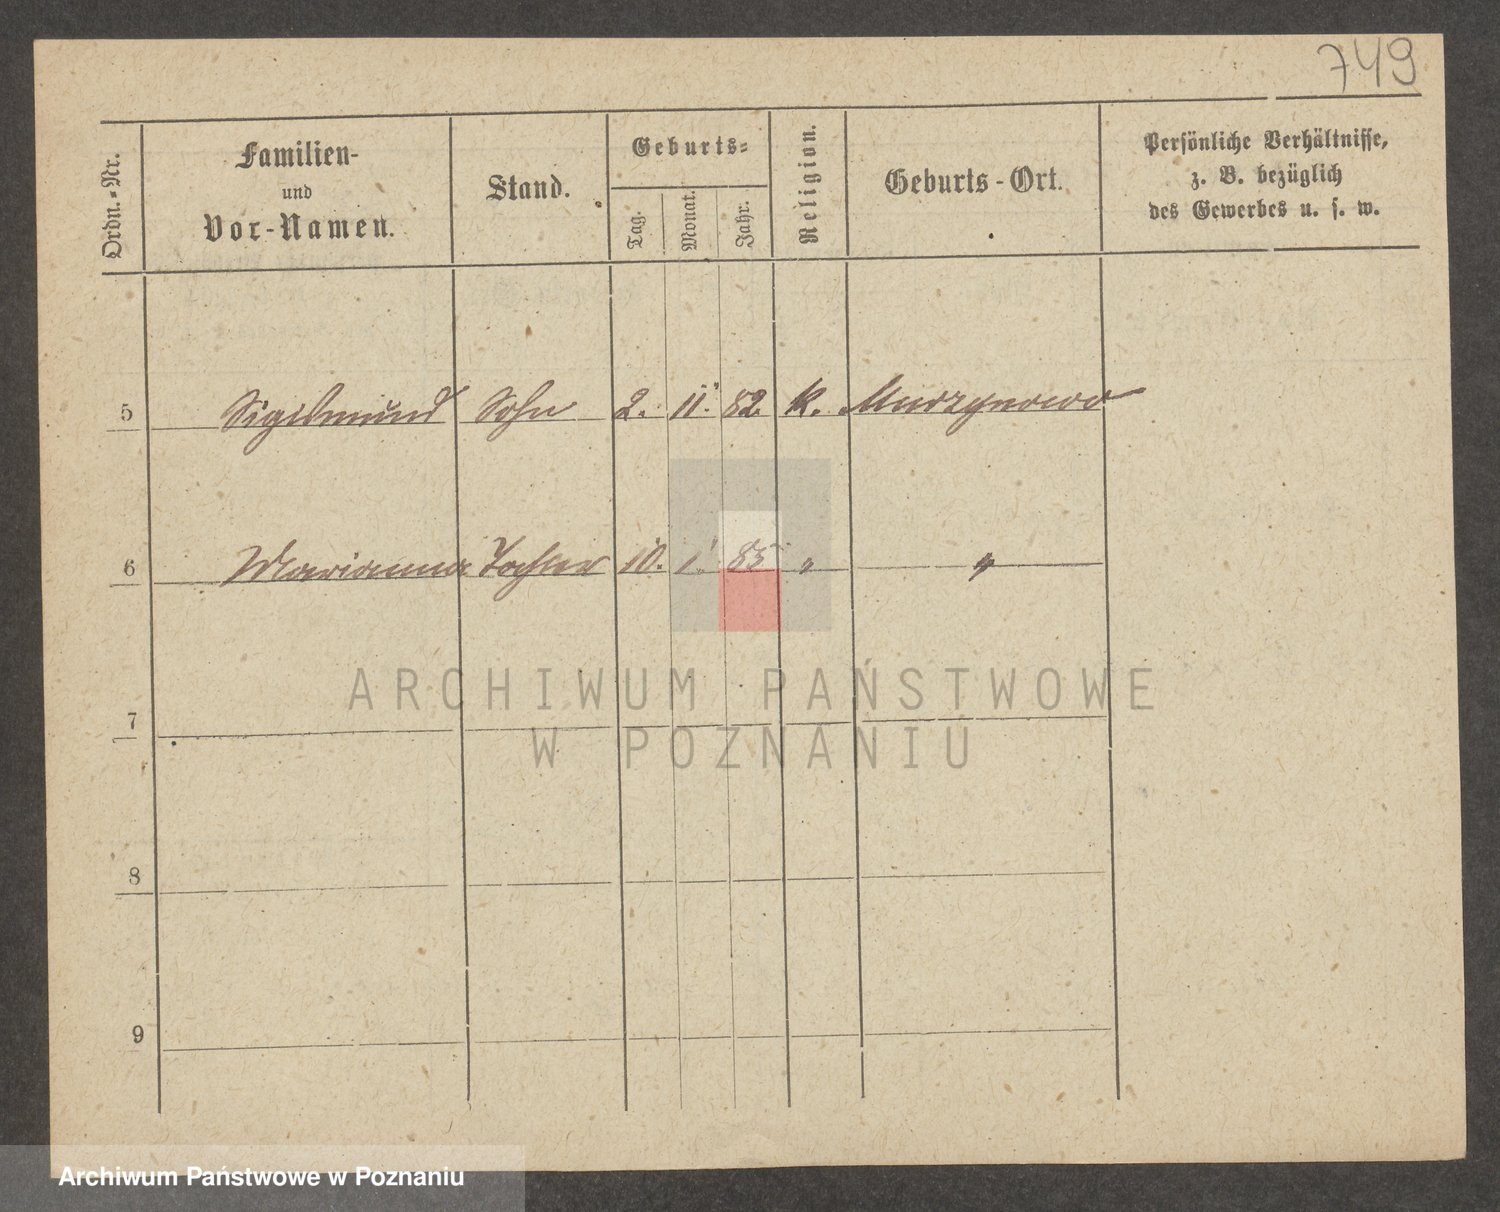 749
Ordn.-Nr.
Familien-
und
Vor-Namen.
Stand.
Geburts-
Tag.
Monat.
Jahr.
Religion.
Geburts-Ort.
Persönliche Verhältnisse,
z. B. bezüglich
des Gewerbes u. s. w.
5 Sigismund Sohn 2. 11. 82. k. Murzynowo
6 Marianna Tochter 10. 1. 85 " "
ARCHIWUM PAŃSTWOWE
W POZNANIU
7
8
9
Archiwum Państwowe w Poznaniu